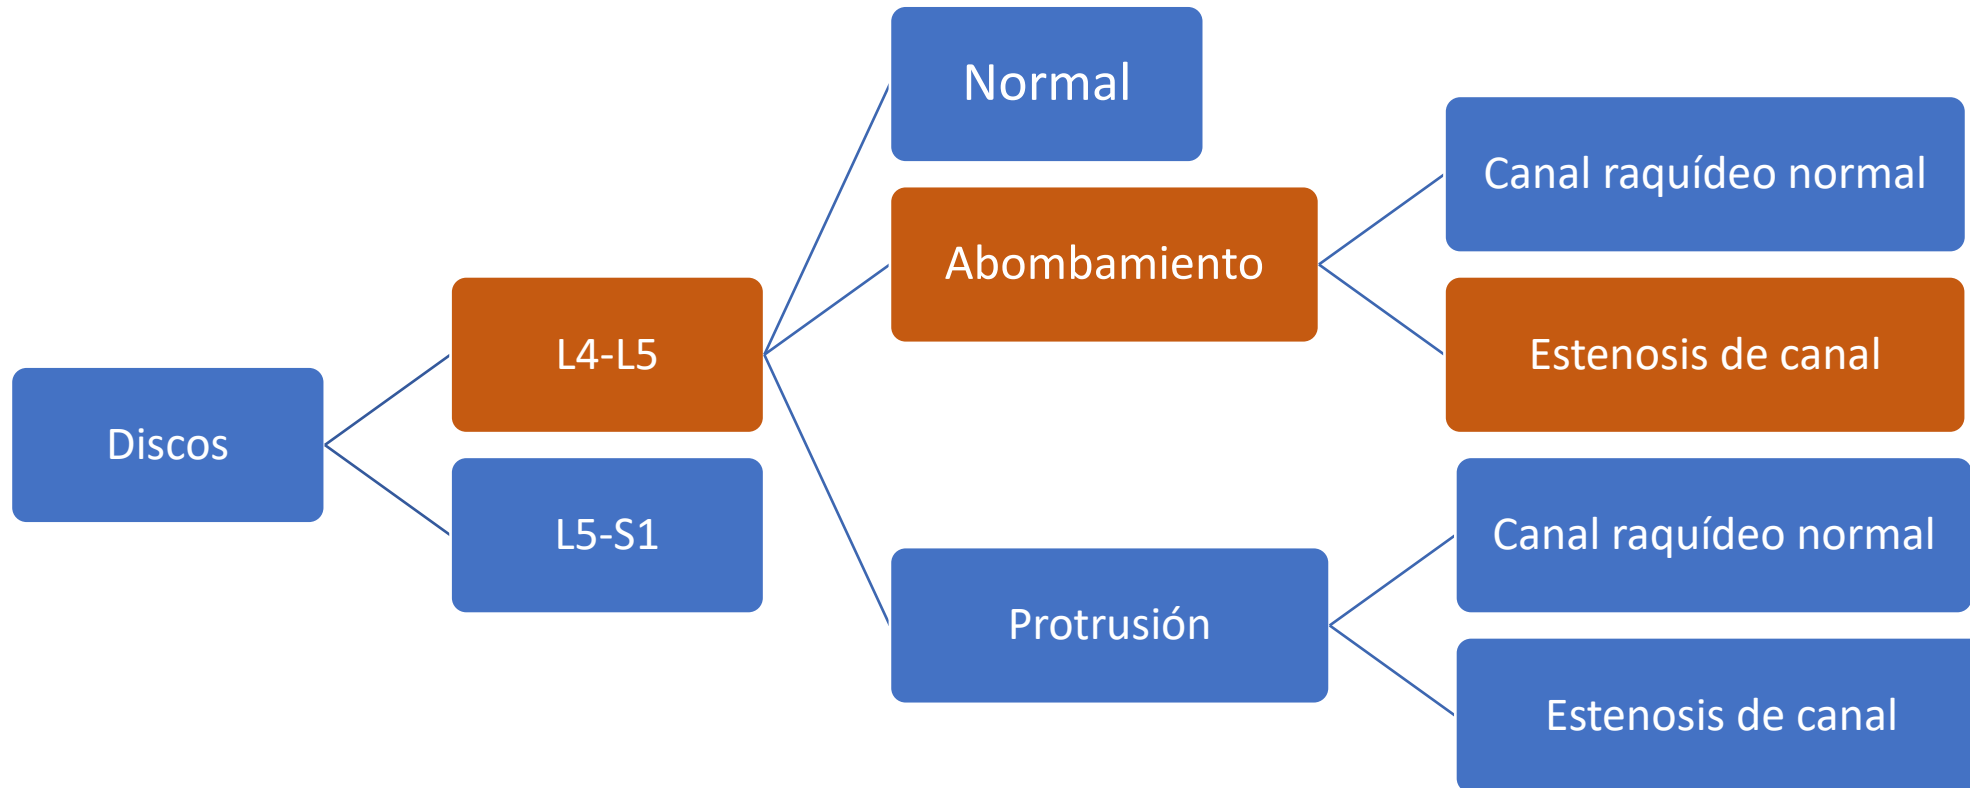 Normal
Canal raquídeo normal
Abombamiento
L4-L5
Estenosis de canal
Discos
L5-S1
Canal raquídeo normal
Protrusión
Estenosis de canal